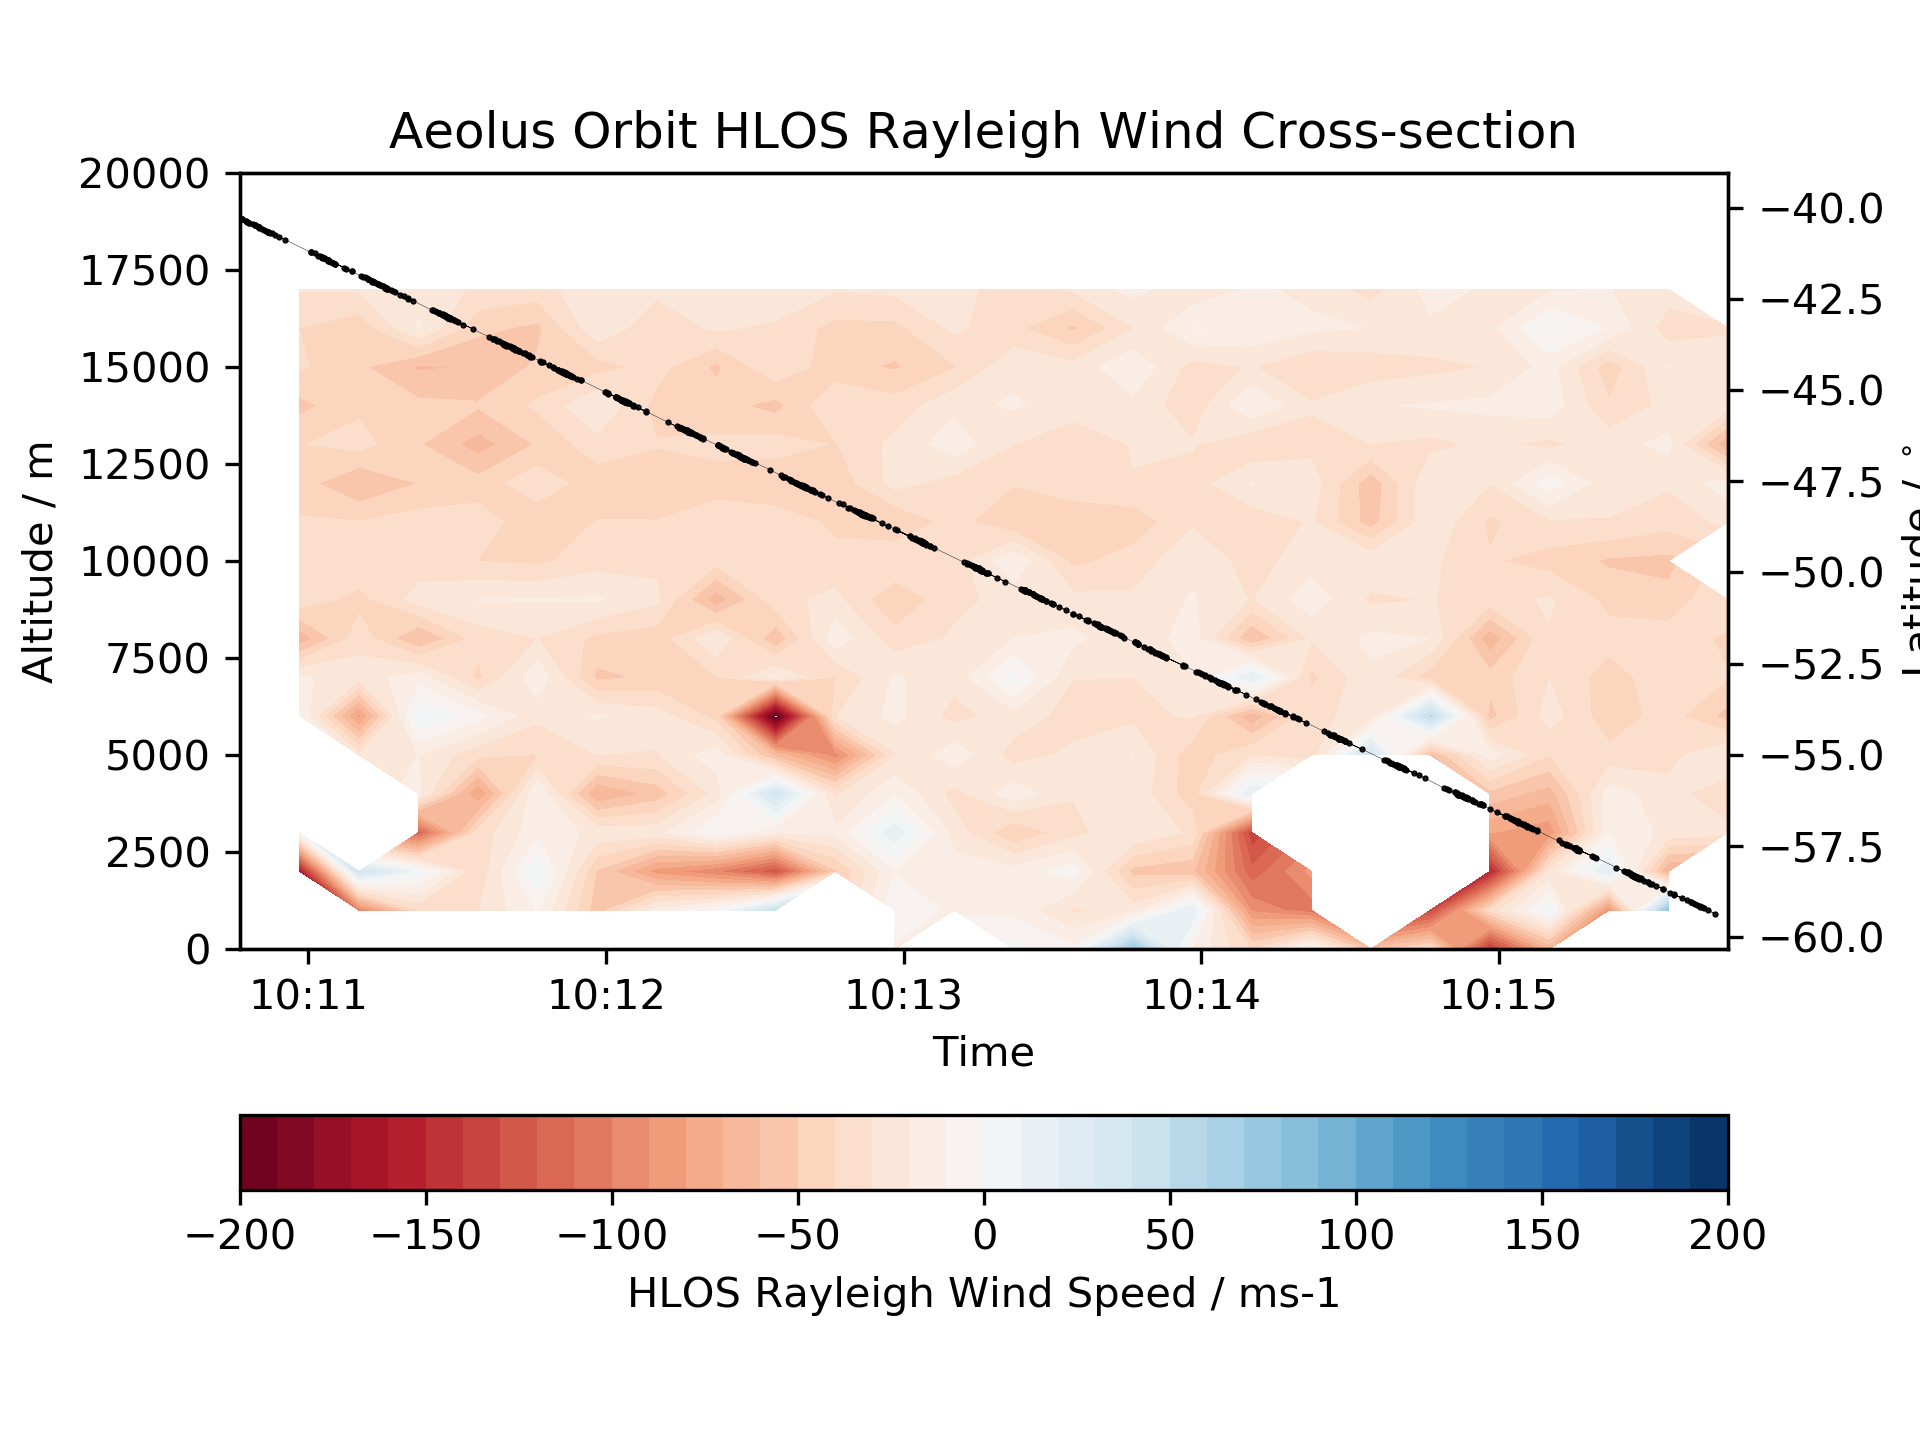 Aeolus Orbit HLOS Rayleigh Wind Cross-section
20000
17500
15000
12500
10000
7500
5000
2500
0
Altitude / m
−40.0
−42.5
−45.0
−47.5
−50.0
−52.5
−55.0
−57.5
−60.0
Latitude / °
10:11 10:12 10:13 10:14 10:15
Time
−200 −150 −100 −50 0 50 100 150 200
HLOS Rayleigh Wind Speed / ms-1